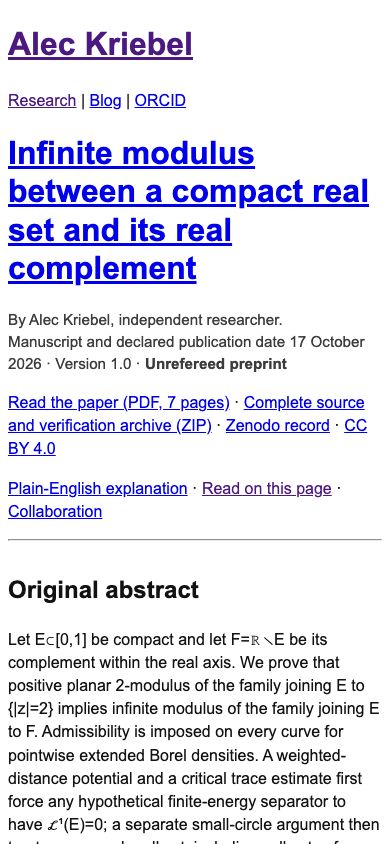 Alec Kriebel
Research | Blog | ORCID
Infinite modulus
between a compact real
set and its real
complement
By Alec Kriebel, independent researcher.
Manuscript and declared publication date 17 October
2026 · Version 1.0 · Unrefereed preprint
Read the paper (PDF, 7 pages) · Complete source
and verification archive (ZIP) · Zenodo record · CC
BY 4.0
Plain-English explanation · Read on this page ·
Collaboration
Original abstract
Let E⊂[0,1] be compact and let F=ℝ∖E be its
complement within the real axis. We prove that
positive planar 2-modulus of the family joining E to
{|z|=2} implies infinite modulus of the family joining E
to F. Admissibility is imposed on every curve for
pointwise extended Borel densities. A weighted-
distance potential and a critical trace estimate first
force any hypothetical finite-energy separator to
have ℒ¹(E)=0; a separate small-circle argument then